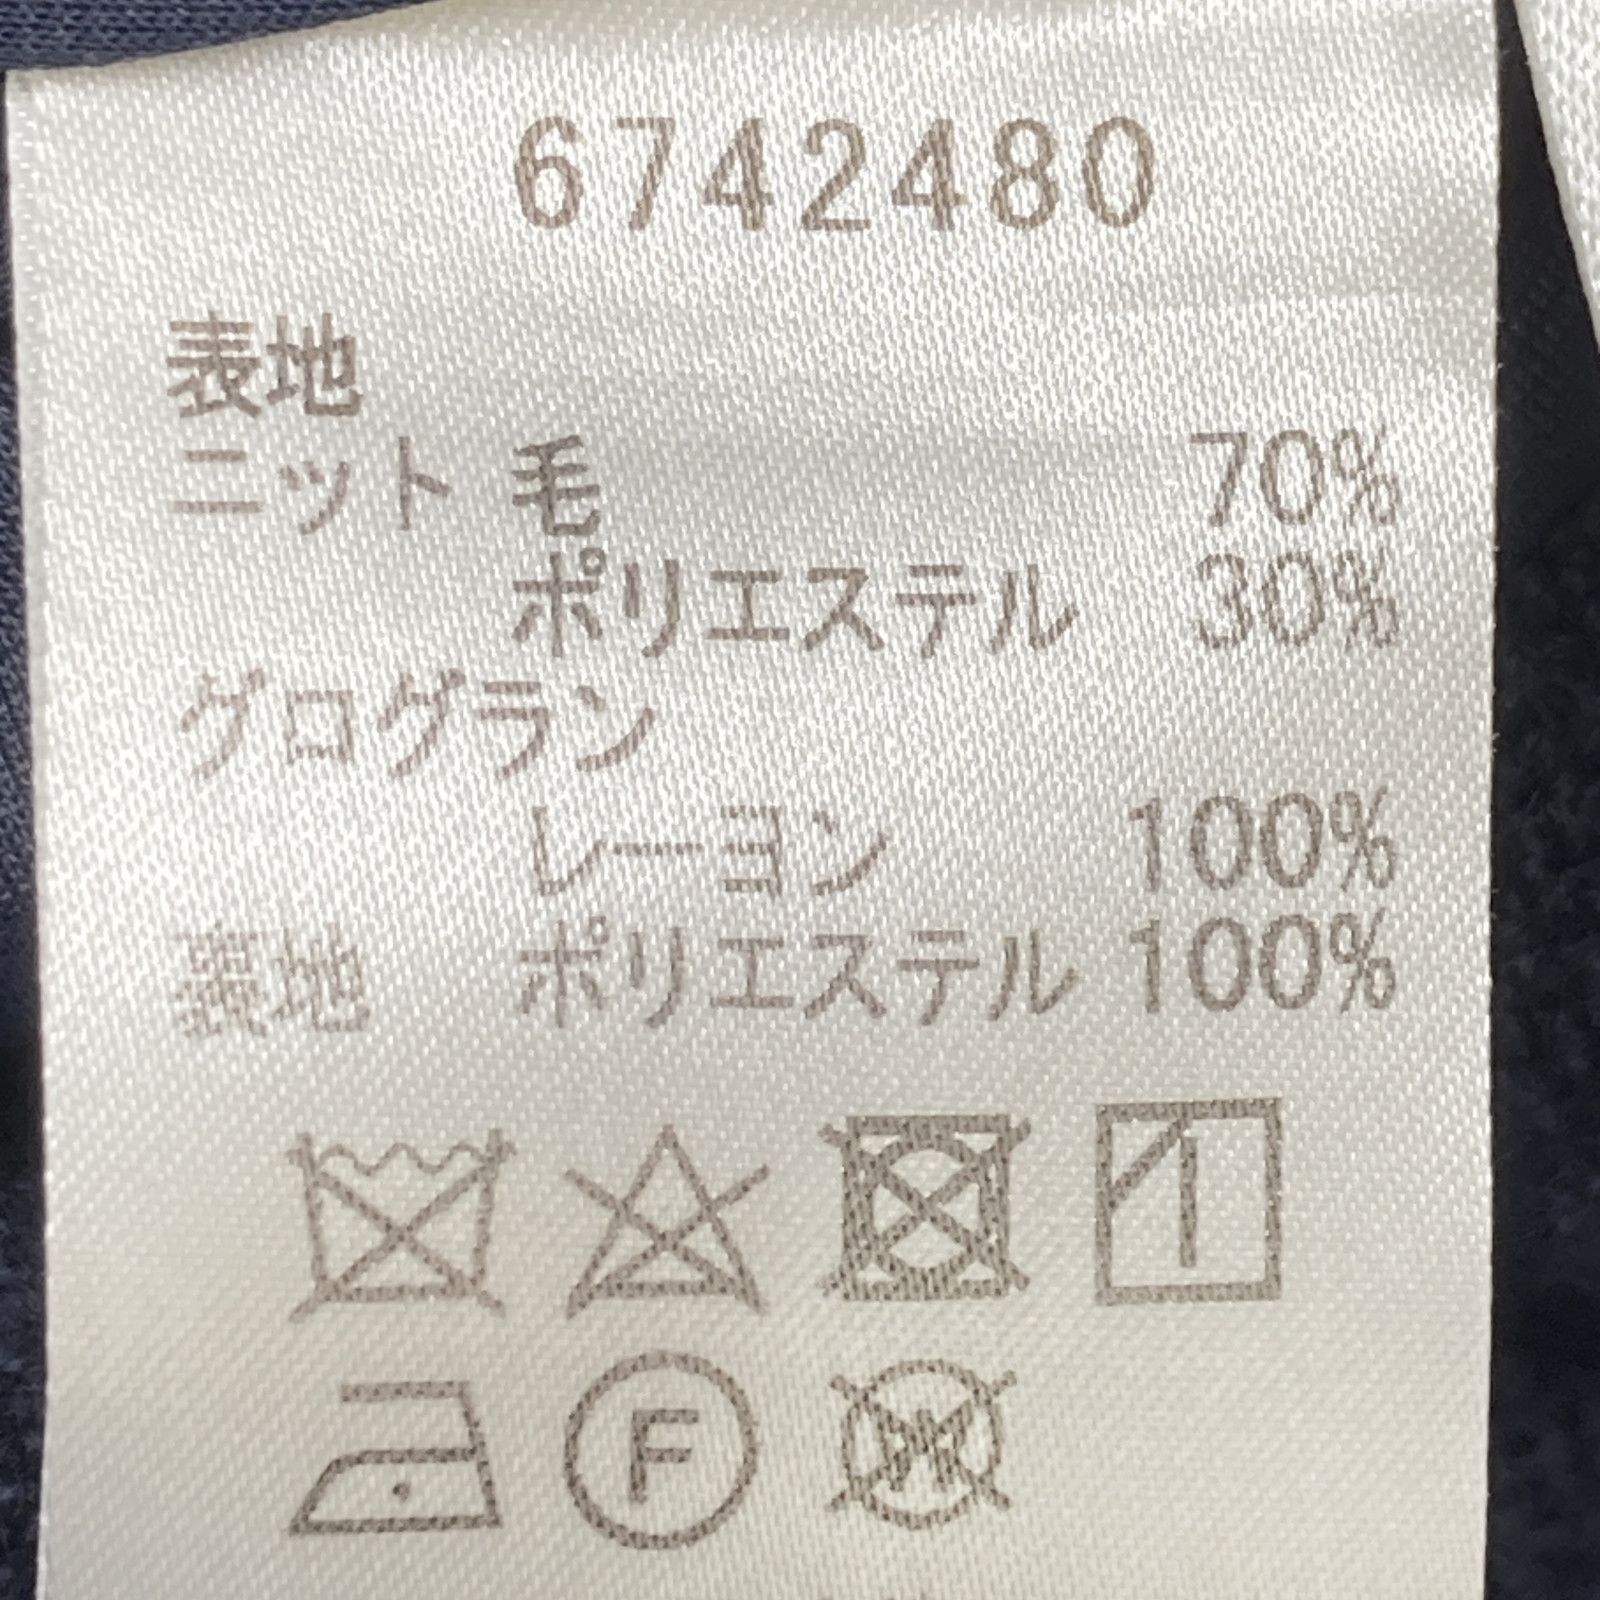 6742480
表地
ニット 毛 70%
ポリエステル 30%
グログラン
レーヨン 100%
裏地 ポリエステル 100%
F
W